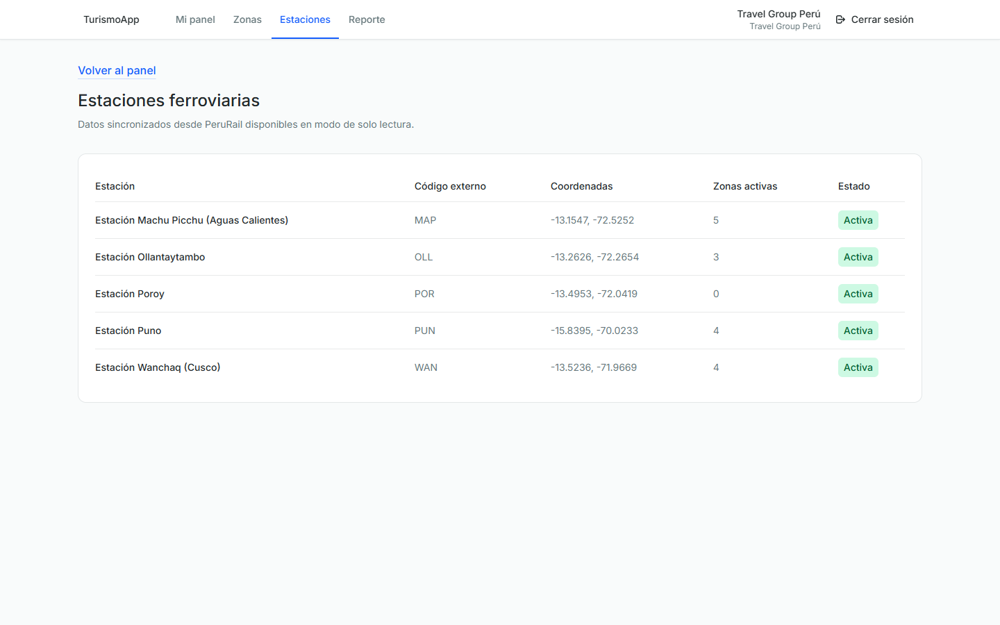 TurismoApp Mi panel Zonas Estaciones Reporte Travel Group Perú Cerrar sesión
Travel Group Perú
Volver al panel
Estaciones ferroviarias
Datos sincronizados desde PeruRail disponibles en modo de solo lectura.
Estación Código externo Coordenadas Zonas activas Estado
Estación Machu Picchu (Aguas Calientes) MAP -13.1547, -72.5252 5 Activa
Estación Ollantaytambo OLL -13.2626, -72.2654 3 Activa
Estación Poroy POR -13.4953, -72.0419 0 Activa
Estación Puno PUN -15.8395, -70.0233 4 Activa
Estación Wanchaq (Cusco) WAN -13.5236, -71.9669 4 Activa